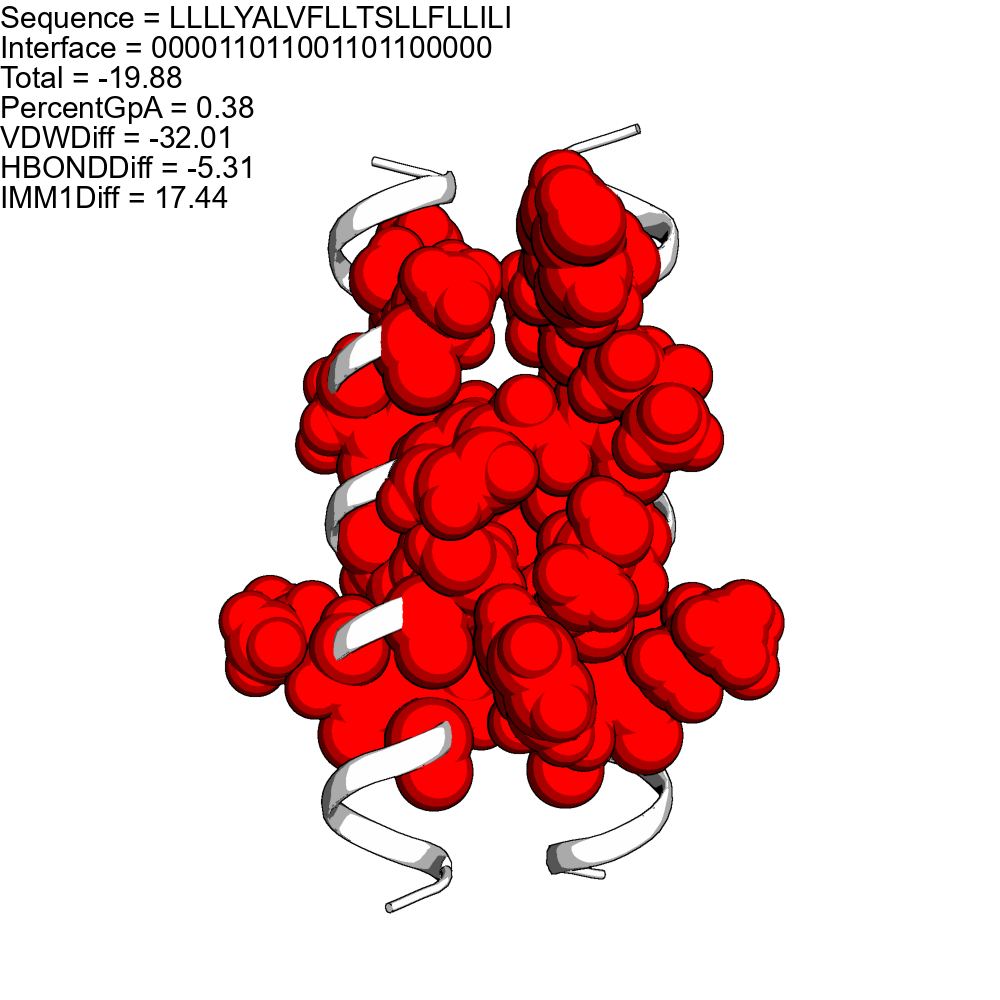 Sequence = LLLLYALVFLLTSLLFLLILI
Interface = 000011011001101100000
Total = -19.88
PercentGpA = 0.38
VDWDiff = -32.01
HBONDDiff = -5.31
IMM1Diff = 17.44